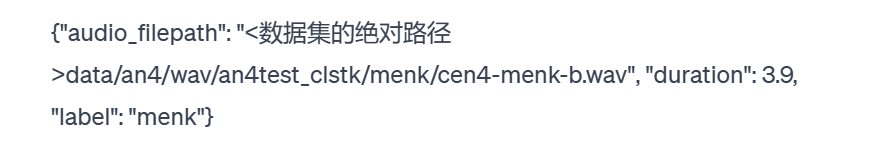 {"audio_filepath": "<数据集的绝对路径
>data/an4/wav/an4test_clstk/menk/cen4-menk-b.wav", "duration": 3.9,
"label": "menk"}